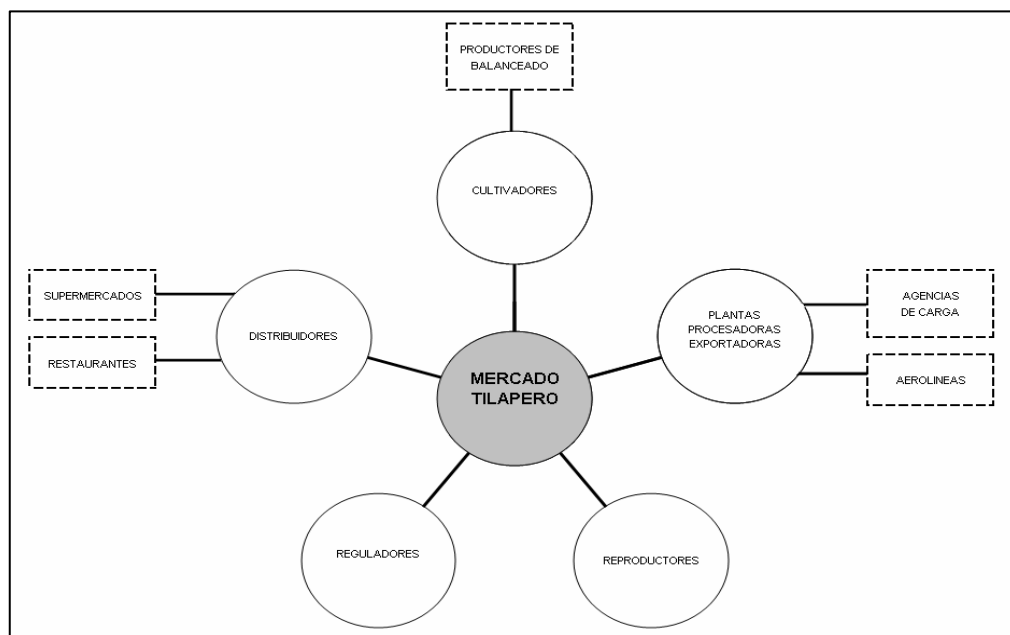 PRODUCTORES DE
BALANCEADO
CULTIVADORES
SUPERMERCADOS
RESTAURANTES
DISTRIBUIDORES
PLANTAS
PROCESADORAS
EXPORTADORAS
AGENCIAS
DE CARGA
AEROLINEAS
MERCADO
TILAPERO
REGULADORES
REPRODUCTORES